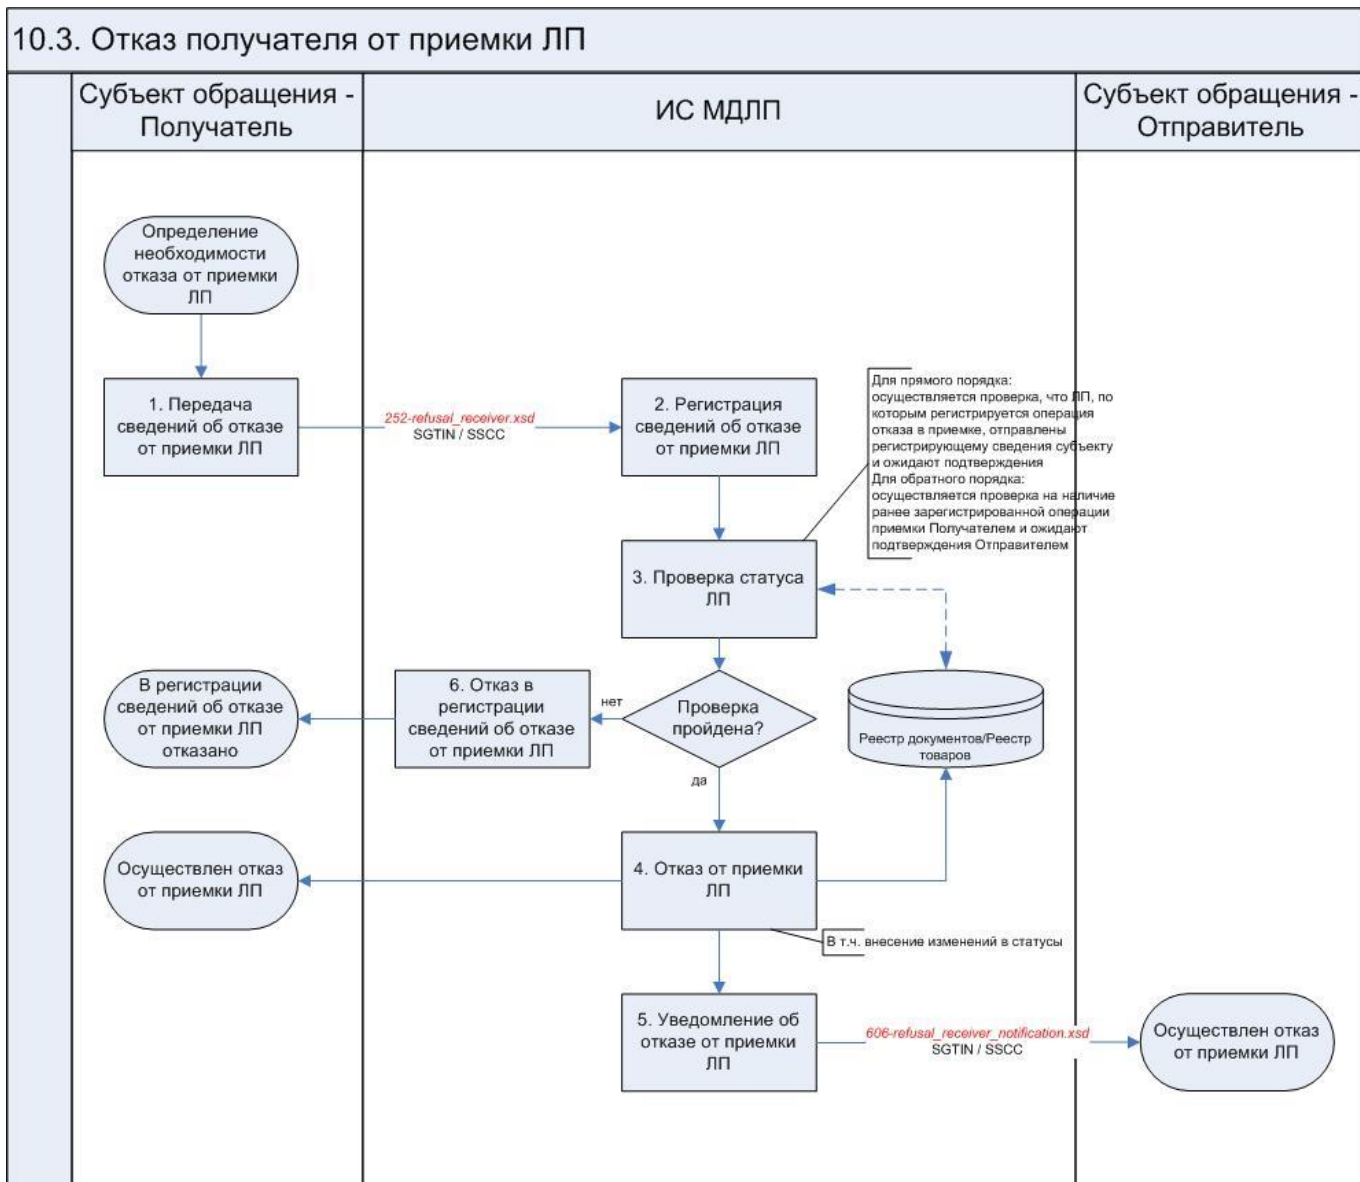 10.3. Отказ получателя от приемки ЛП
Субъект обращения -
Получатель
ИС МДЛП
Субъект обращения -
Отправитель
Определение
необходимости
отказа от приемки
ЛП
1. Передача
сведений об отказе
от приемки ЛП
252-refusal_receiver.xsd
SGTIN / SSCC
2. Регистрация
сведений об отказе
от приемки ЛП
Для прямого порядка:
осуществляется проверка, что ЛП, по
которым регистрируется операция
отказа в приемке, отправлены
регистрирующему сведения субъекту
и ожидают подтверждения
Для обратного порядка:
осуществляется проверка на наличие
ранее зарегистрированной операции
приемки Получателем и ожидают
подтверждения Отправителем
3. Проверка статуса
ЛП
В регистрации
сведений об отказе
от приемки ЛП
отказано
6. Отказ в
регистрации
сведений об отказе
от приемки ЛП
нет
Проверка
пройдена?
Реестр документов/Реестр
товаров
да
Осуществлен отказ
от приемки ЛП
4. Отказ от приемки
ЛП
В т.ч. внесение изменений в статусы
5. Уведомление об
отказе от приемки
ЛП
606-refusal_receiver_notification.xsd
SGTIN / SSCC
Осуществлен отказ
от приемки ЛП